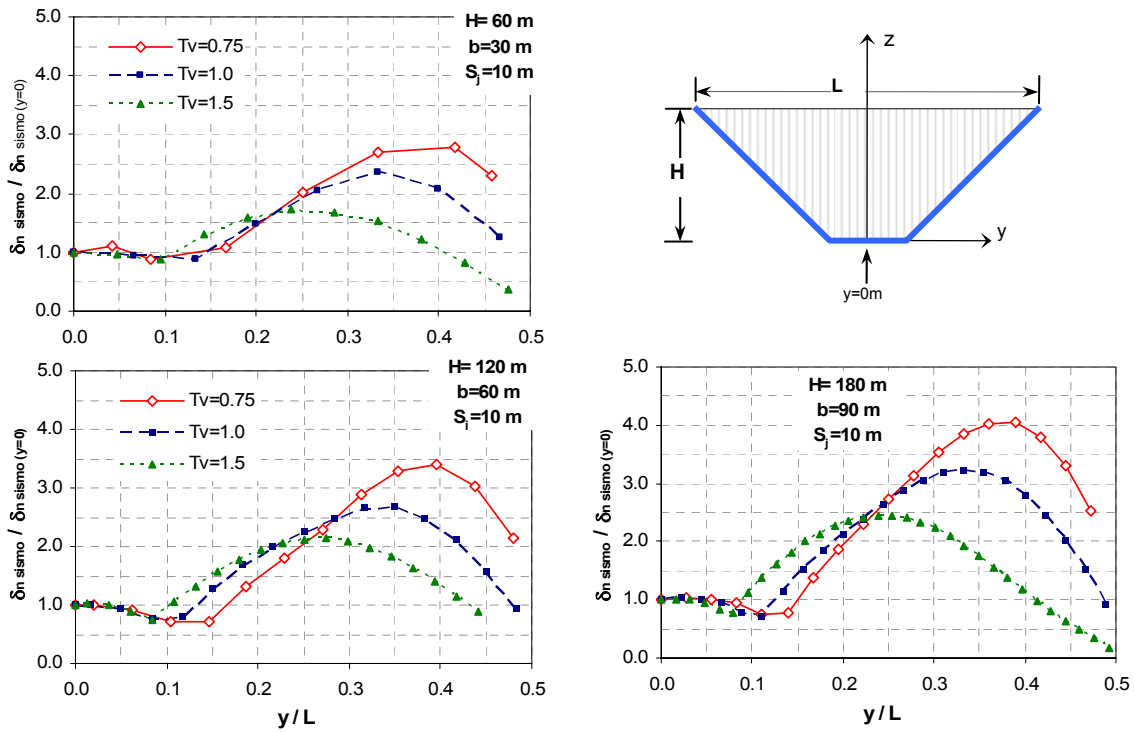 H= 60 m
b=30 m
Sj=10 m
Tv=0.75
Tv=1.0
Tv=1.5
δn sismo / δn sismo (y=0)
5.0
4.0
3.0
2.0
1.0
0.0
0.0 0.1 0.2 0.3 0.4 0.5
z
L
H
y
y=0m
H= 120 m
b=60 m
Sj=10 m
Tv=0.75
Tv=1.0
Tv=1.5
δn sismo / δn sismo (y=0)
5.0
4.0
3.0
2.0
1.0
0.0
0.0 0.1 0.2 0.3 0.4 0.5
y / L
H= 180 m
b=90 m
Sj=10 m
δn sismo / δn sismo (y=0)
5.0
4.0
3.0
2.0
1.0
0.0
0.0 0.1 0.2 0.3 0.4 0.5
y / L